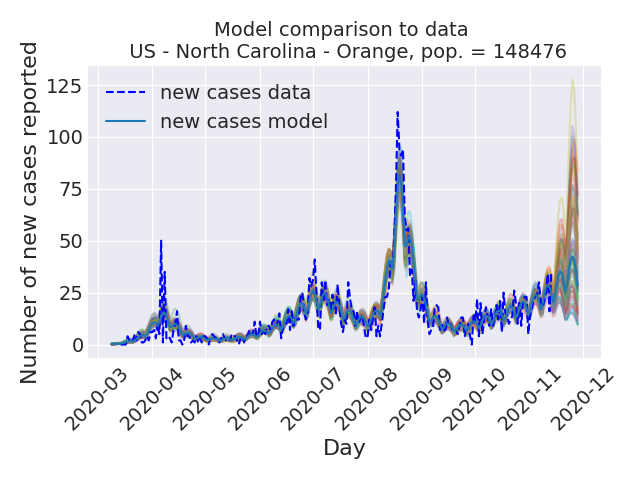 Model comparison to data
US - North Carolina - Orange, pop. = 148476
Number of new cases reported
125
100
75
50
25
0
new cases data
new cases model
2020-03
2020-04
2020-05
2020-06
2020-07
2020-08
2020-09
2020-10
2020-11
2020-12
Day